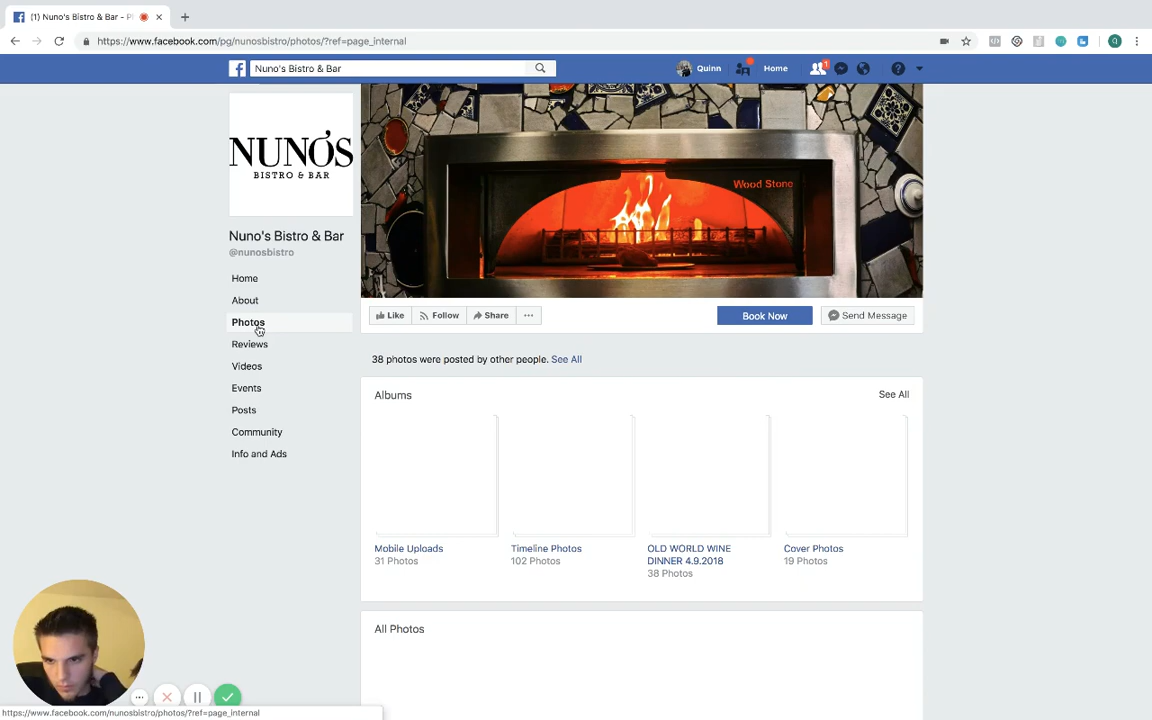 (1) Nuno's Bistro & Bar - P
https://www.facebook.com/pg/nunosbistro/photos/?ref=page_internal
Nuno's Bistro & Bar
Quinn
Home
1
Q
NUNO'S
BISTRO & BAR
Wood Stone
Nuno's Bistro & Bar
@nunosbistro
Home
About
Photos
Reviews
Videos
Events
Posts
Community
Info and Ads
Like
Follow
Share
Book Now
Send Message
38 photos were posted by other people. See All
Albums
See All
Mobile Uploads
31 Photos
Timeline Photos
102 Photos
OLD WORLD WINE
DINNER 4.9.2018
38 Photos
Cover Photos
19 Photos
All Photos
https://www.facebook.com/nunosbistro/photos/?ref=page_internal